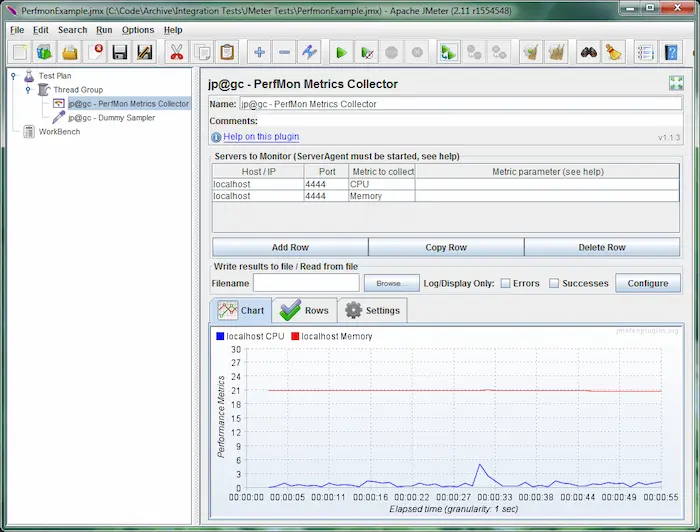 PerfmonExample.jmx (C:\Code\Archive\Integration Tests\JMeter Tests\PerfmonExample.jmx) - Apache JMeter (2.11 r1554548)
File Edit Search Run Options Help
Test Plan
Thread Group
jp@gc - PerfMon Metrics Collector
jp@gc - Dummy Sampler
WorkBench
jp@gc - PerfMon Metrics Collector
Name: jp@gc - PerfMon Metrics Collector
Comments:
Help on this plugin v1.1.3
Servers to Monitor (ServerAgent must be started, see help)
Host / IP Port Metric to collect Metric parameter (see help)
localhost 4444 CPU
localhost 4444 Memory
Add Row Copy Row Delete Row
Write results to file / Read from file
Filename Browse... Log/Display Only: Errors Successes Configure
Chart Rows Settings
localhost CPU localhost Memory jmeter-plugins.org
30
27
24
21
18
15
12
9
6
3
0
Performance Metrics
00:00:00 00:00:05 00:00:11 00:00:16 00:00:22 00:00:27 00:00:33 00:00:38 00:00:44 00:00:49 00:00:55
Elapsed time (granularity: 1 sec)